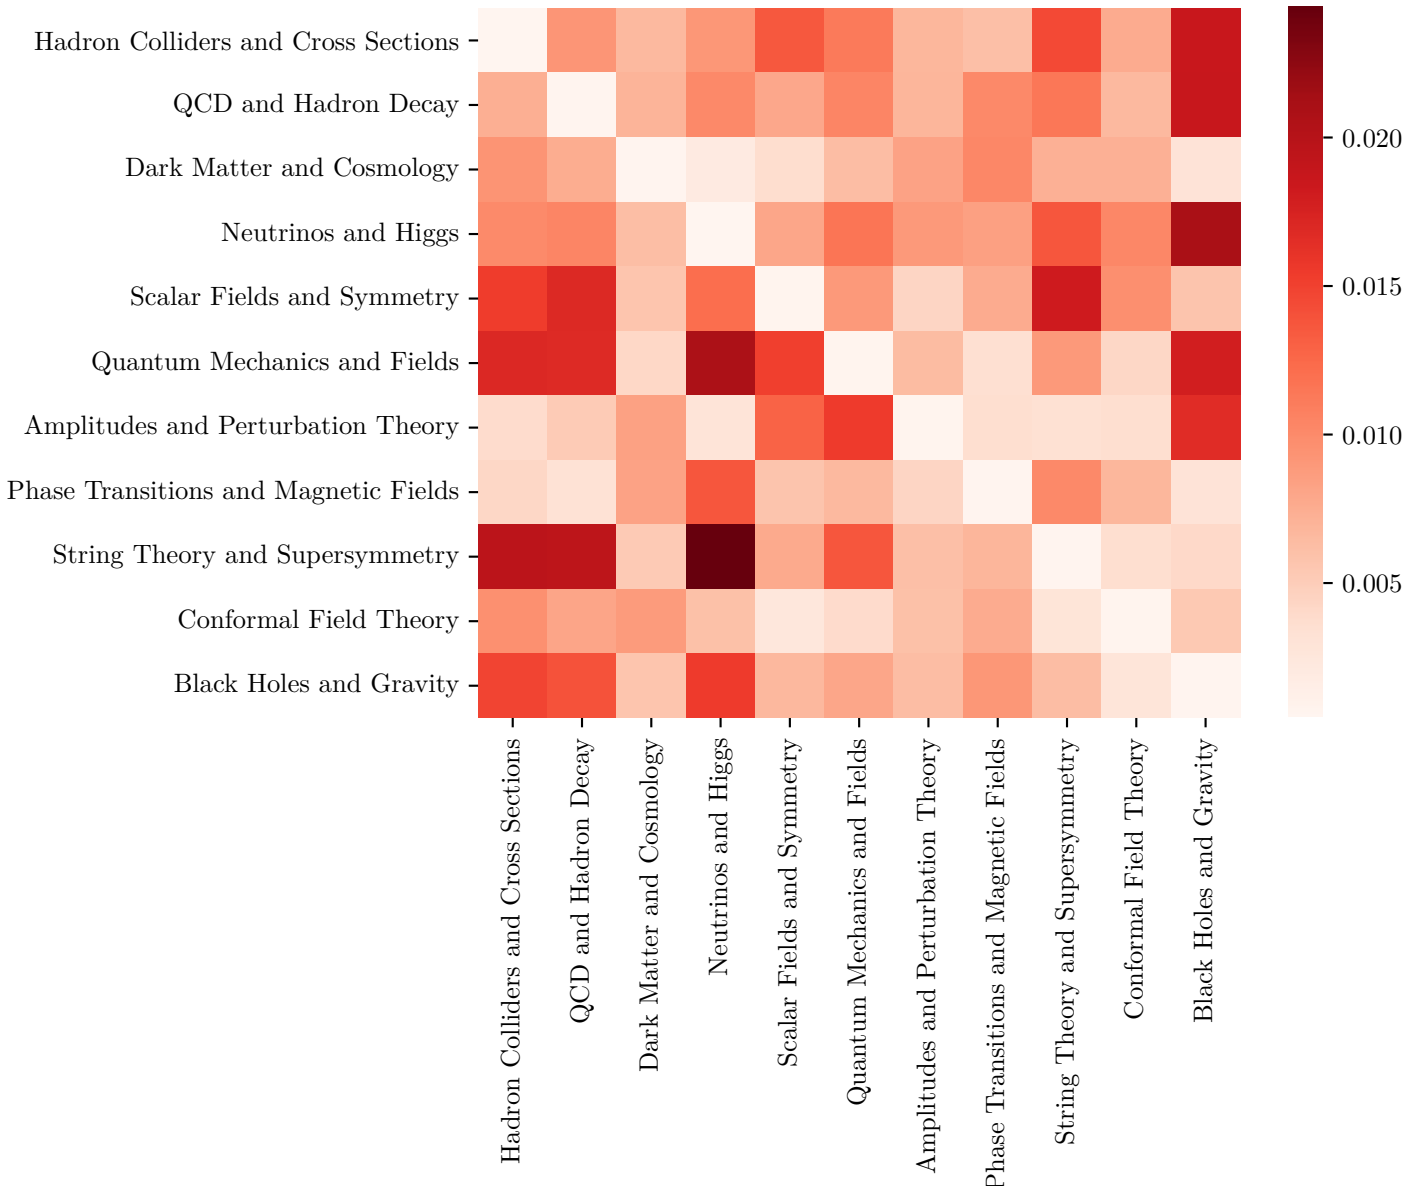 Hadron Colliders and Cross Sections
QCD and Hadron Decay
Dark Matter and Cosmology
Neutrinos and Higgs
Scalar Fields and Symmetry
Quantum Mechanics and Fields
Amplitudes and Perturbation Theory
Phase Transitions and Magnetic Fields
String Theory and Supersymmetry
Conformal Field Theory
Black Holes and Gravity
Hadron Colliders and Cross Sections
QCD and Hadron Decay
Dark Matter and Cosmology
Neutrinos and Higgs
Scalar Fields and Symmetry
Quantum Mechanics and Fields
Amplitudes and Perturbation Theory
Phase Transitions and Magnetic Fields
String Theory and Supersymmetry
Conformal Field Theory
Black Holes and Gravity
0.020
0.015
0.010
0.005